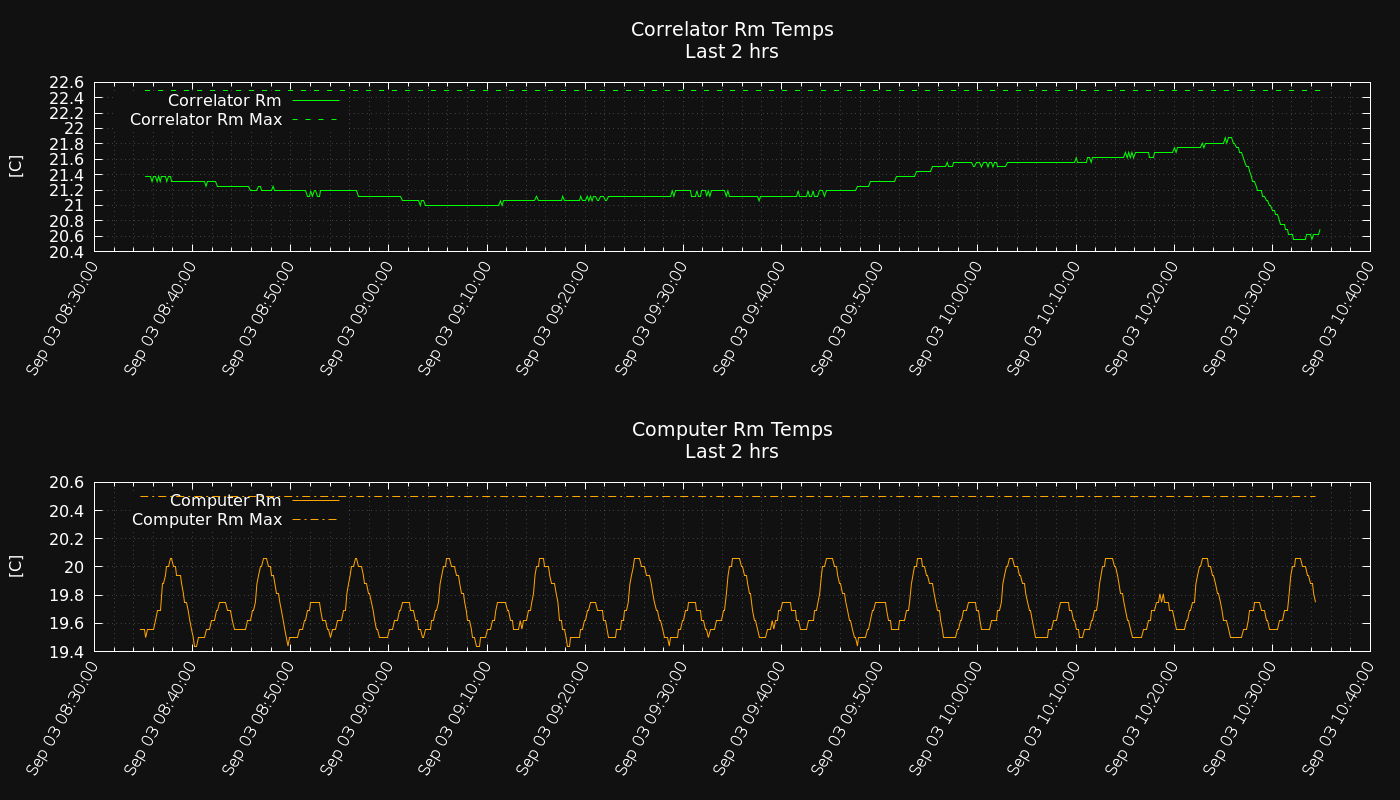 Correlator Rm Temps
Last 2 hrs
[C]
22.6
22.4
22.2
22
21.8
21.6
21.4
21.2
21
20.8
20.6
20.4
Correlator Rm
Correlator Rm Max
Sep 03 08:30:00
Sep 03 08:40:00
Sep 03 08:50:00
Sep 03 09:00:00
Sep 03 09:10:00
Sep 03 09:20:00
Sep 03 09:30:00
Sep 03 09:40:00
Sep 03 09:50:00
Sep 03 10:00:00
Sep 03 10:10:00
Sep 03 10:20:00
Sep 03 10:30:00
Sep 03 10:40:00
Computer Rm Temps
Last 2 hrs
[C]
20.6
20.4
20.2
20
19.8
19.6
19.4
Computer Rm
Computer Rm Max
Sep 03 08:30:00
Sep 03 08:40:00
Sep 03 08:50:00
Sep 03 09:00:00
Sep 03 09:10:00
Sep 03 09:20:00
Sep 03 09:30:00
Sep 03 09:40:00
Sep 03 09:50:00
Sep 03 10:00:00
Sep 03 10:10:00
Sep 03 10:20:00
Sep 03 10:30:00
Sep 03 10:40:00